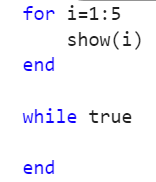 for i=1:5
    show(i)
end
while true
end